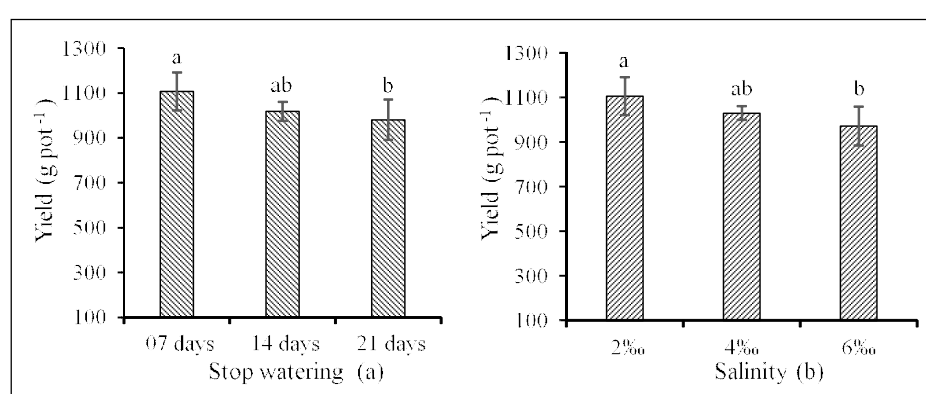 Yield (g pot⁻¹)
1300
1100
900
700
500
300
100
a
ab
b
07 days
14 days
21 days
Stop watering (a)
Yield (g pot⁻¹)
1300
1100
900
700
500
300
100
a
ab
b
2‰
4‰
6‰
Salinity (b)